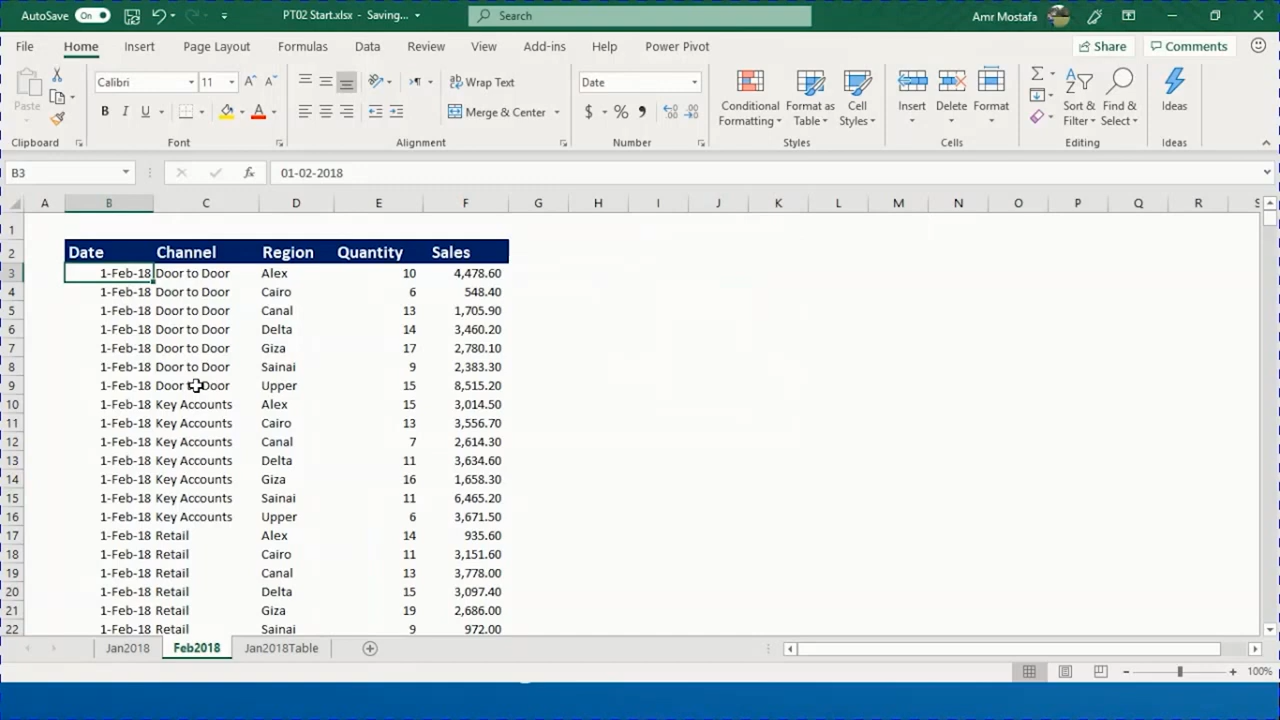 AutoSave On PT02 Start.xlsx - Saving... Search Amr Mostafa
File Home Insert Page Layout Formulas Data Review View Add-ins Help Power Pivot Share Comments
Calibri 11 Wrap Text Date
Paste Merge & Center $ % Conditional Formatting Format as Table Cell Styles Insert Delete Format Sort & Filter Find & Select Ideas
Clipboard Font Alignment Number Styles Cells Editing Ideas
B3 fx 01-02-2018
A B C D E F G H I J K L M N O P Q R S
1
2 Date Channel Region Quantity Sales
3 1-Feb-18 Door to Door Alex 10 4,478.60
4 1-Feb-18 Door to Door Cairo 6 548.40
5 1-Feb-18 Door to Door Canal 13 1,705.90
6 1-Feb-18 Door to Door Delta 14 3,460.20
7 1-Feb-18 Door to Door Giza 17 2,780.10
8 1-Feb-18 Door to Door Sainai 9 2,383.30
9 1-Feb-18 Door to Door Upper 15 8,515.20
10 1-Feb-18 Key Accounts Alex 15 3,014.50
11 1-Feb-18 Key Accounts Cairo 13 3,556.70
12 1-Feb-18 Key Accounts Canal 7 2,614.30
13 1-Feb-18 Key Accounts Delta 11 3,634.60
14 1-Feb-18 Key Accounts Giza 16 1,658.30
15 1-Feb-18 Key Accounts Sainai 11 6,465.20
16 1-Feb-18 Key Accounts Upper 6 3,671.50
17 1-Feb-18 Retail Alex 14 935.60
18 1-Feb-18 Retail Cairo 11 3,151.60
19 1-Feb-18 Retail Canal 13 3,778.00
20 1-Feb-18 Retail Delta 15 3,097.40
21 1-Feb-18 Retail Giza 19 2,686.00
22 1-Feb-18 Retail Sainai 9 972.00
Jan2018 Feb2018 Jan2018Table
100%